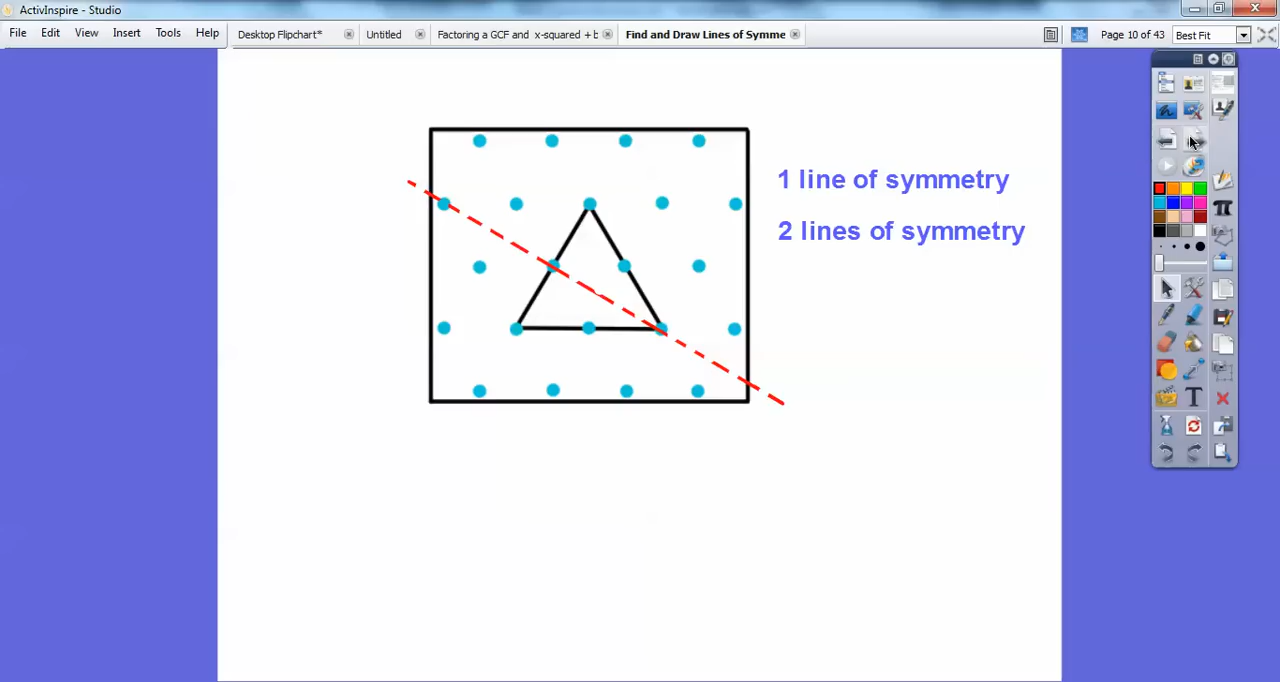 ActivInspire - Studio
File Edit View Insert Tools Help
Desktop Flipchart* Untitled Factoring a GCF and x-squared + b Find and Draw Lines of Symme
Page 10 of 43 Best Fit
1 line of symmetry
2 lines of symmetry